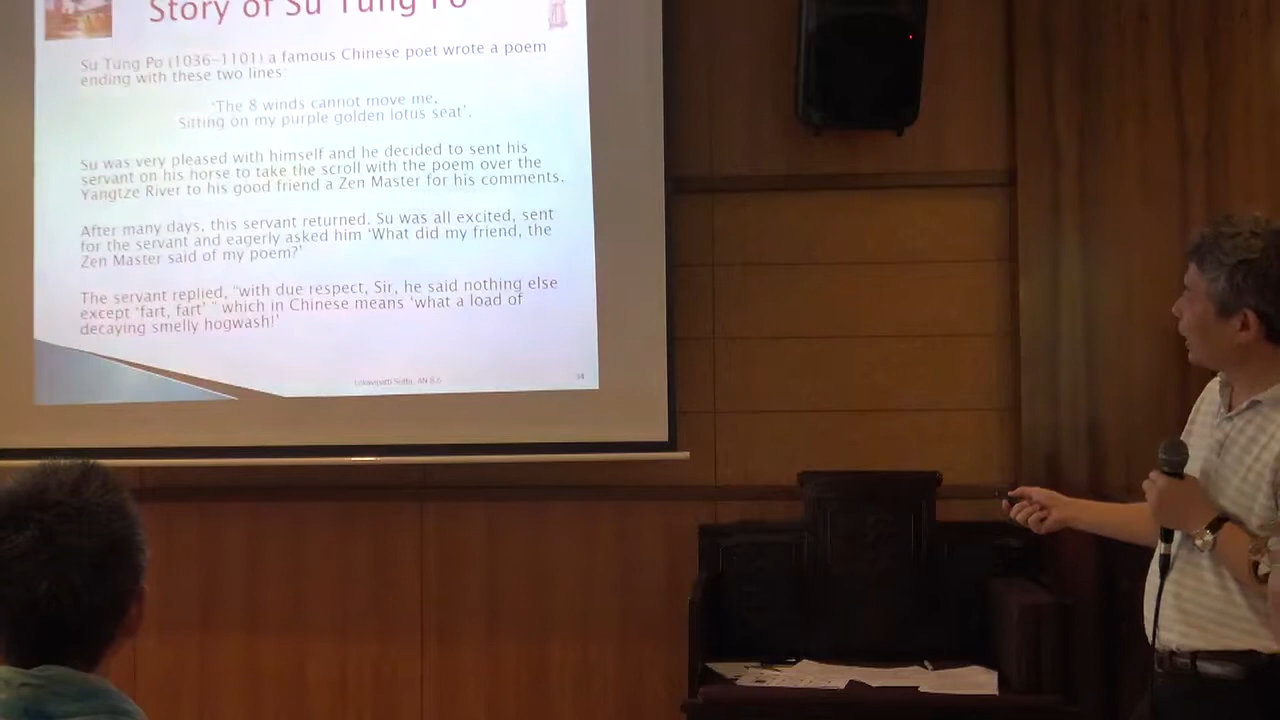 Story of Su Tung Po
Su Tung Po (1036-1101) a famous Chinese poet wrote a poem
ending with these two lines:
'The 8 winds cannot move me,
Sitting on my purple golden lotus seat'.
Su was very pleased with himself and he decided to sent his
servant on his horse to take the scroll with the poem over the
Yangtze River to his good friend a Zen Master for his comments.
After many days, this servant returned. Su was all excited, sent
for the servant and eagerly asked him 'What did my friend, the
Zen Master said of my poem?'
The servant replied, "with due respect, Sir, he said nothing else
except 'fart, fart' " which in Chinese means 'what a load of
decaying smelly hogwash!'
Lokavipatti Sutta, AN 8.6
34